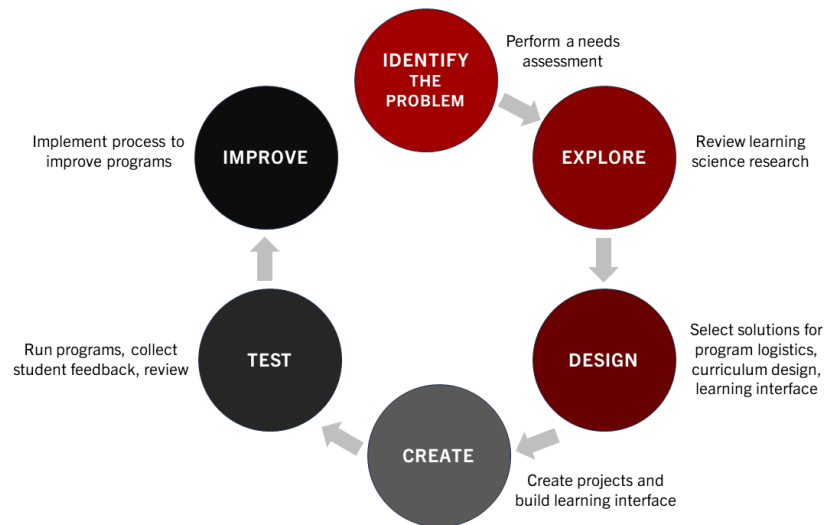 IDENTIFY
THE
PROBLEM
Perform a needs
assessment
EXPLORE
Review learning
science research
DESIGN
Select solutions for
program logistics,
curriculum design,
learning interface
CREATE
Create projects and
build learning interface
TEST
Run programs, collect
student feedback, review
IMPROVE
Implement process to
improve programs